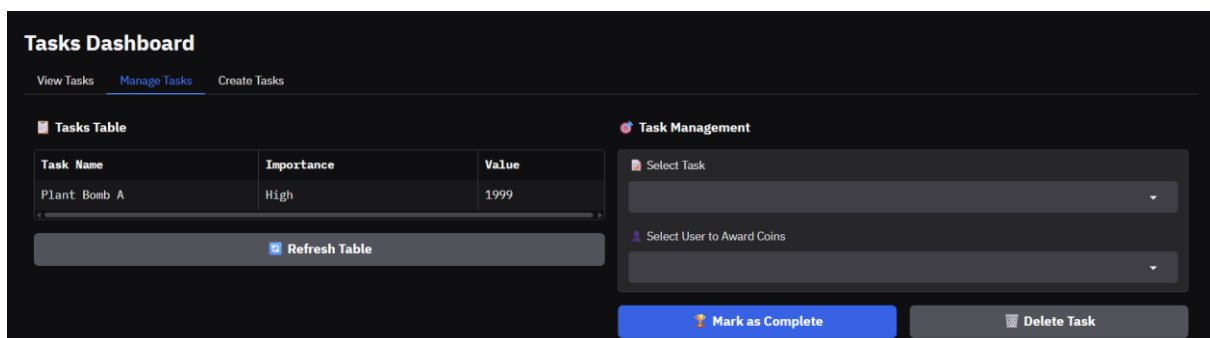 Tasks Dashboard
View Tasks Manage Tasks Create Tasks
Tasks Table
Task Name Importance Value
Plant Bomb A High 1999
Refresh Table
Task Management
Select Task
Select User to Award Coins
Mark as Complete Delete Task